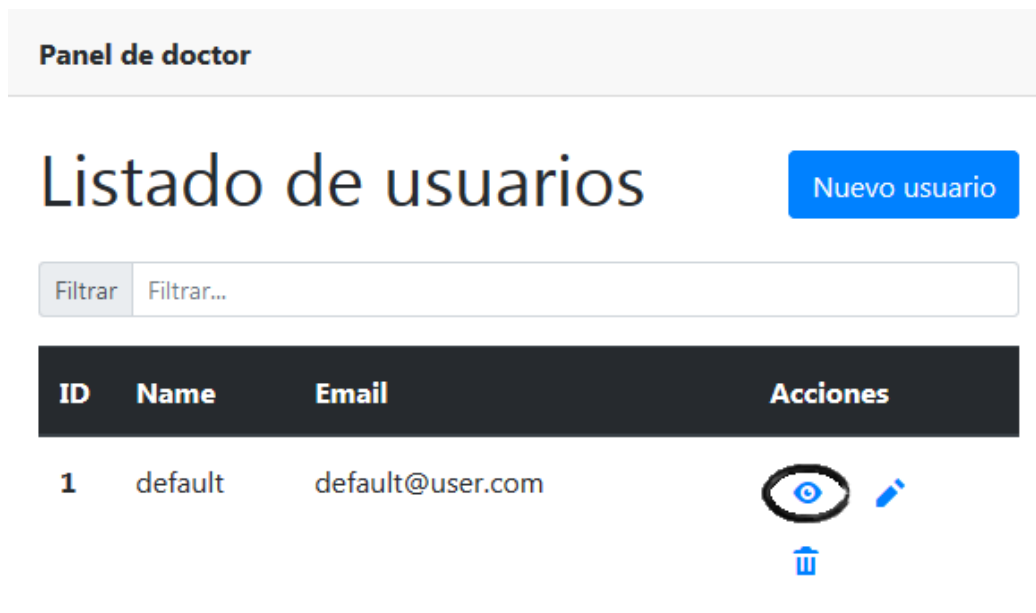 Panel de doctor
Listado de usuarios
Nuevo usuario
Filtrar Filtrar...
ID Name Email Acciones
1 default default@user.com